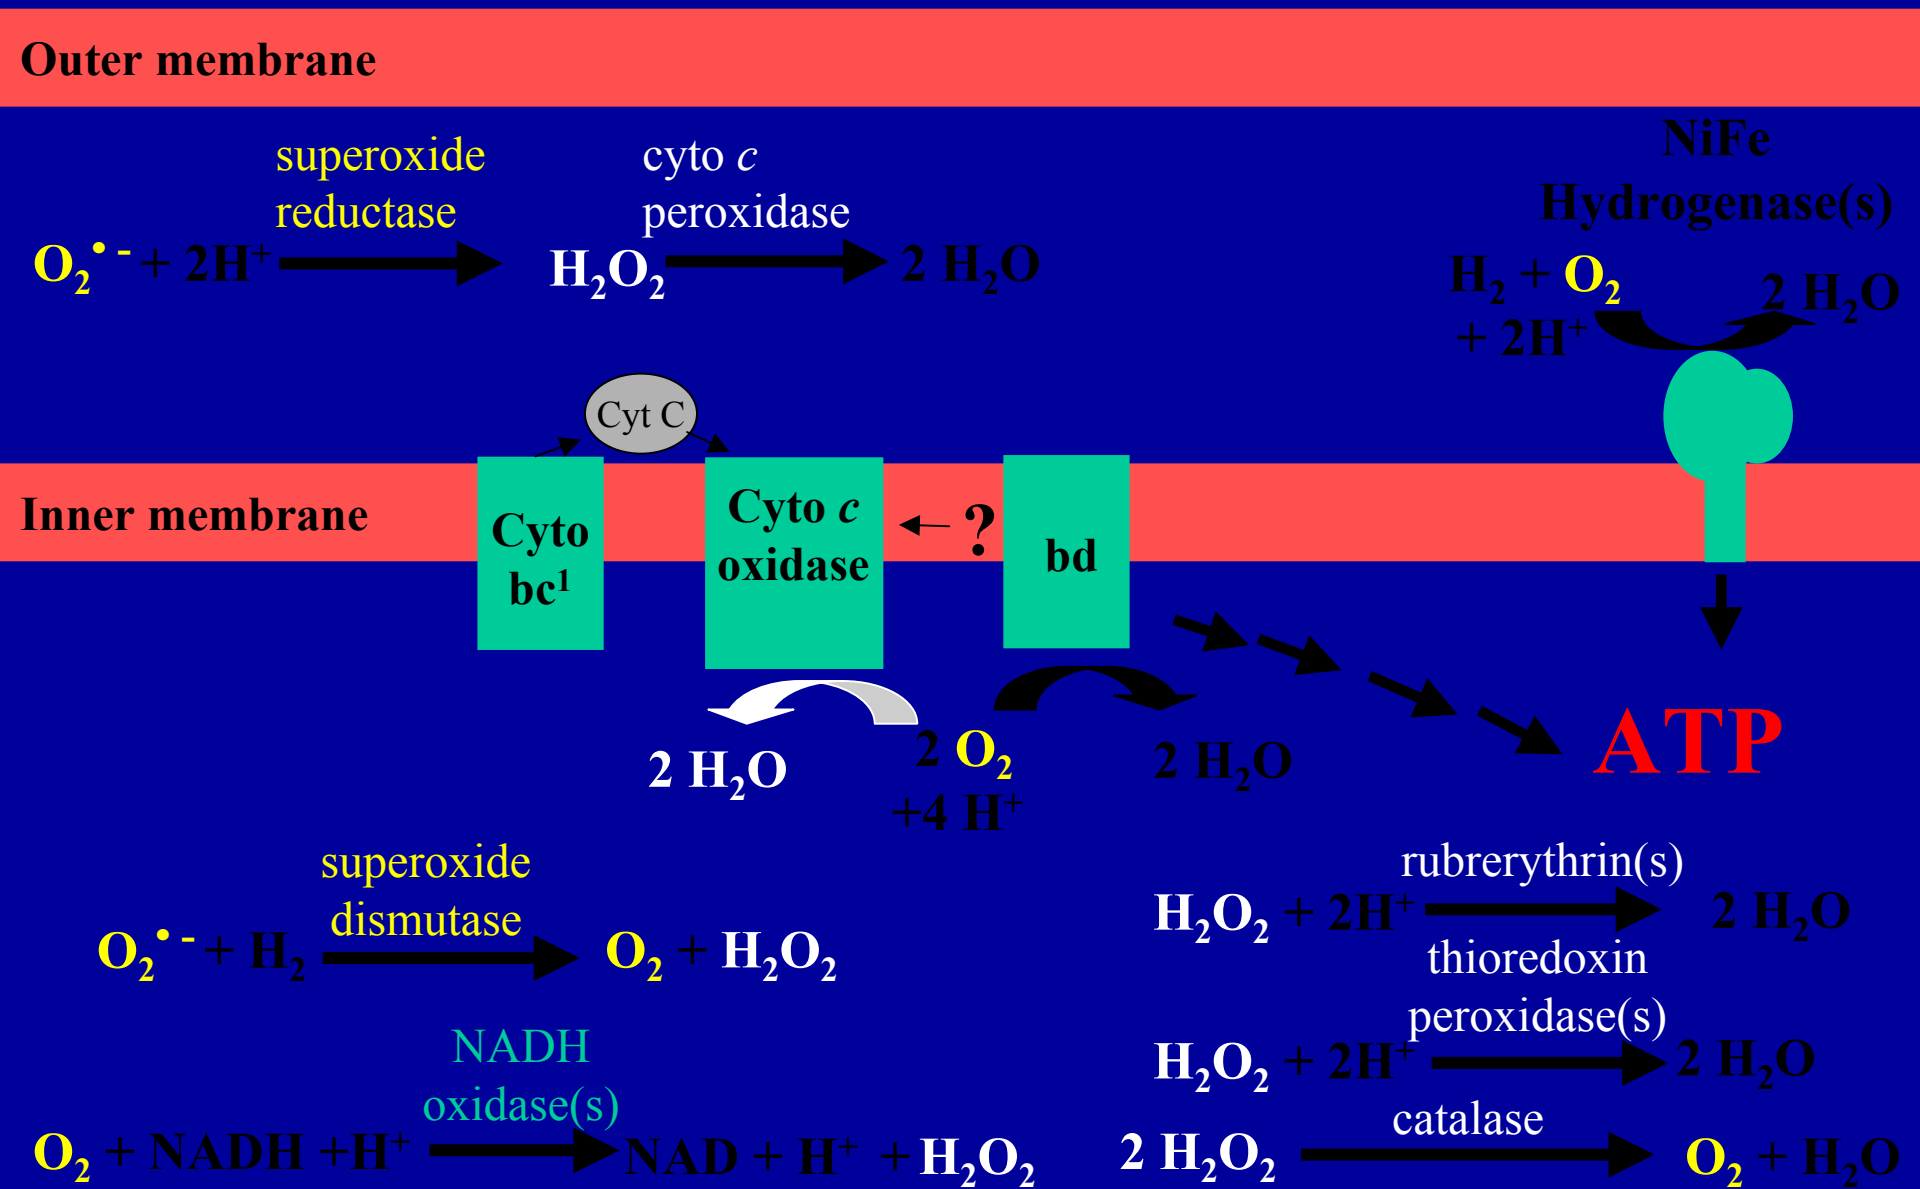 Outer membrane
superoxide
reductase
cyto c
peroxidase
NiFe
Hydrogenase(s)
O₂•- + 2H⁺
H₂O₂
2 H₂O
H₂ + O₂
+ 2H⁺
2 H₂O
Cyt C
Inner membrane
Cyto
bc¹
Cyto c
oxidase
?
bd
2 H₂O
2 O₂
+4 H⁺
2 H₂O
ATP
superoxide
dismutase
O₂•- + H₂
O₂ + H₂O₂
rubrerythrin(s)
H₂O₂ + 2H⁺
2 H₂O
thioredoxin
peroxidase(s)
H₂O₂ + 2H⁺
2 H₂O
NADH
oxidase(s)
O₂ + NADH +H⁺
NAD + H⁺ + H₂O₂
catalase
2 H₂O₂
O₂ + H₂O